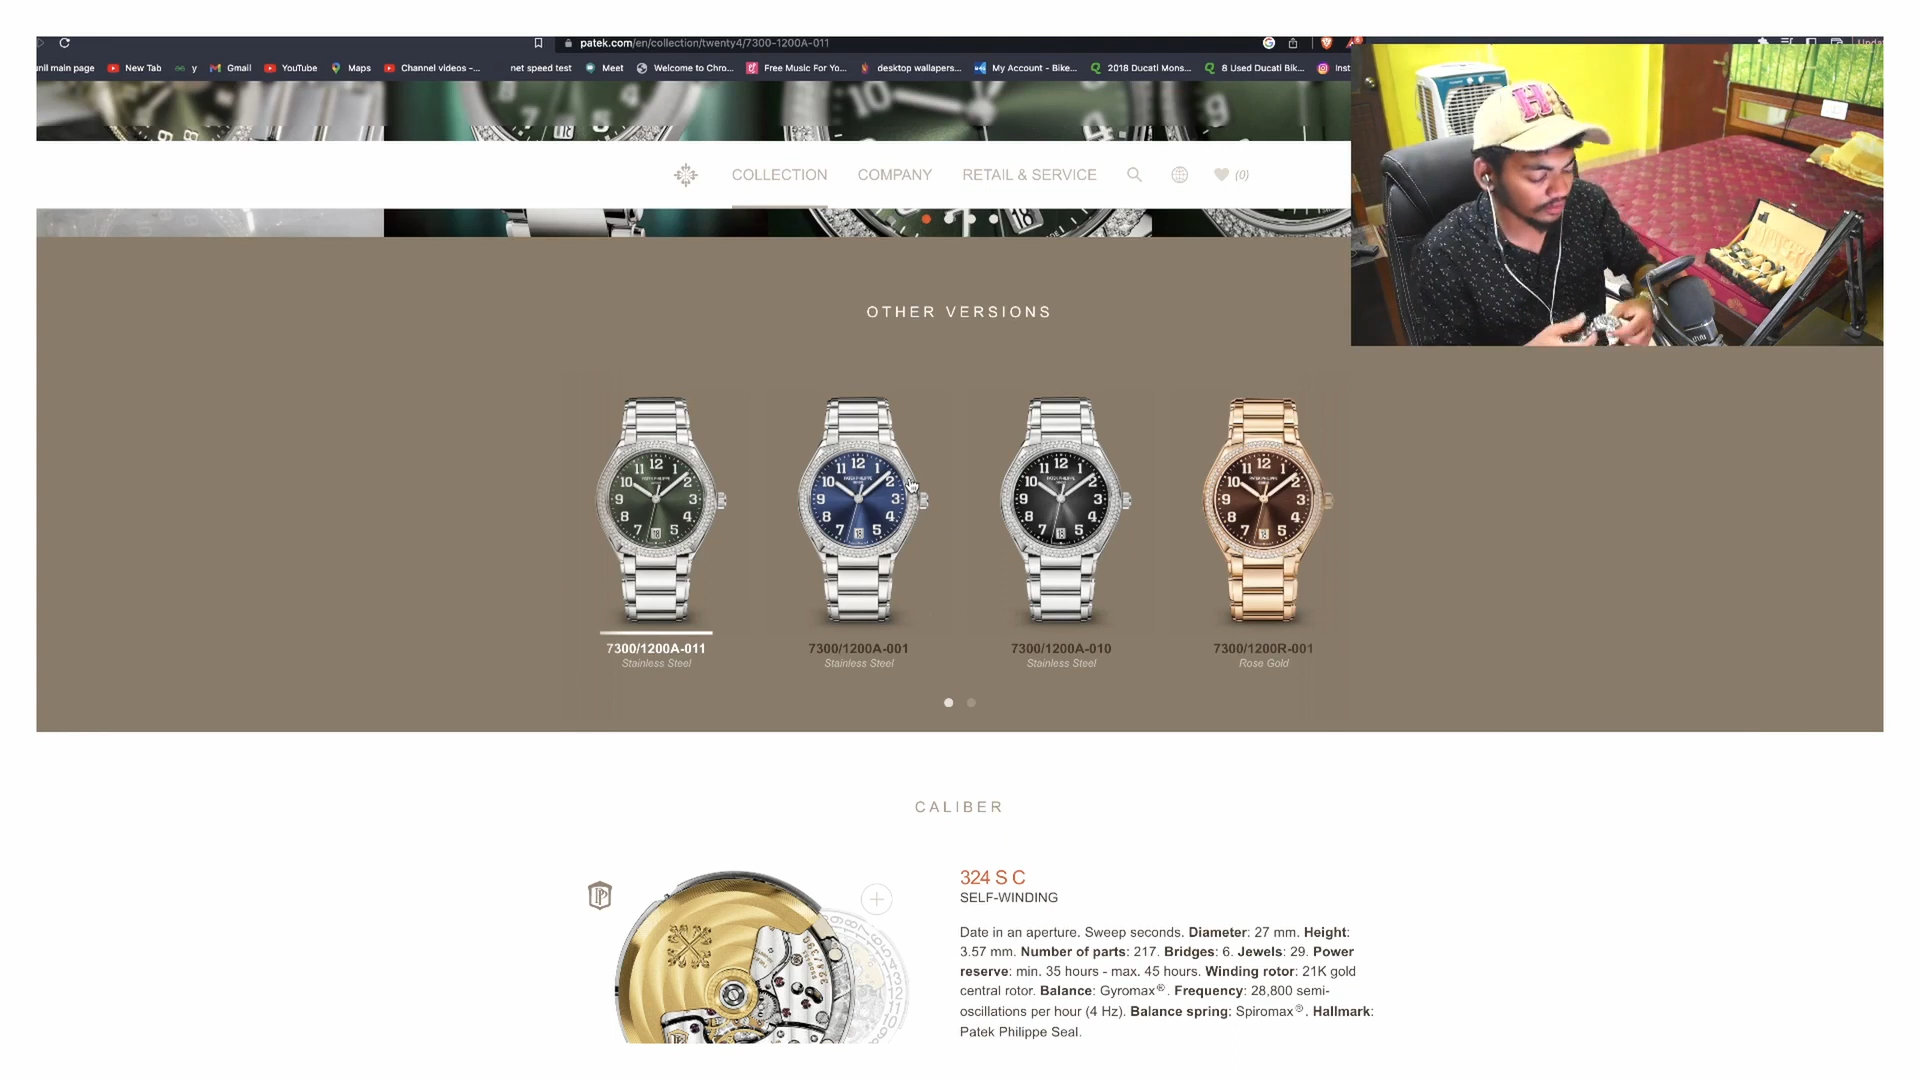 patek.com/en/collection/twenty4/7300-1200A-011
unil main page New Tab y Gmail YouTube Maps Channel videos -... net speed test Meet Welcome to Chro... Free Music For Yo... desktop wallapers... My Account - Bike... 2018 Ducati Mons... 8 Used Ducati Bik... Inst
COLLECTION COMPANY RETAIL & SERVICE (0)
OTHER VERSIONS
7300/1200A-011 7300/1200A-001 7300/1200A-010 7300/1200R-001
Stainless Steel Stainless Steel Stainless Steel Rose Gold
CALIBER
324 S C
SELF-WINDING
Date in an aperture. Sweep seconds. Diameter: 27 mm. Height:
3.57 mm. Number of parts: 217. Bridges: 6. Jewels: 29. Power
reserve: min. 35 hours - max. 45 hours. Winding rotor: 21K gold
central rotor. Balance: Gyromax®. Frequency: 28,800 semi-
oscillations per hour (4 Hz). Balance spring: Spiromax®. Hallmark:
Patek Philippe Seal.